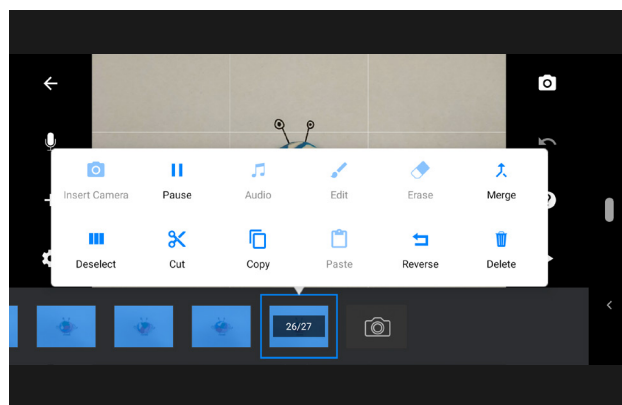 Insert Camera
Pause
Audio
Edit
Erase
Merge
Deselect
Cut
Copy
Paste
Reverse
Delete
26/27